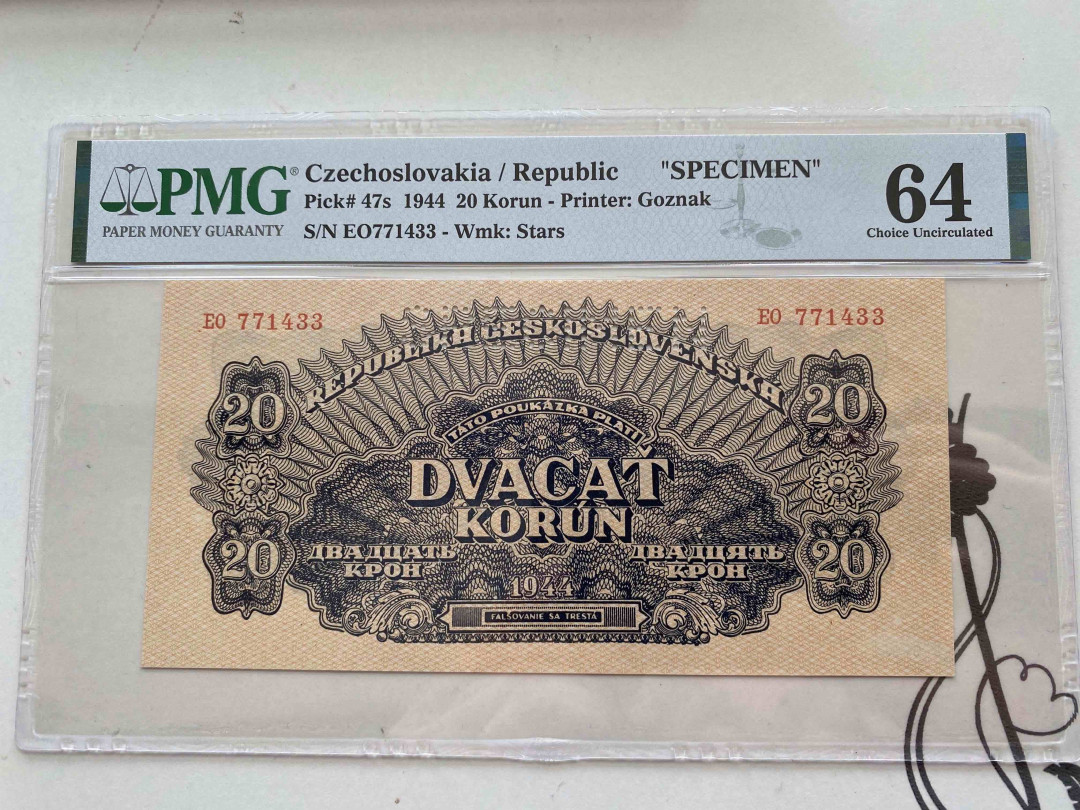 PMG®
PAPER MONEY GUARANTY
Czechoslovakia / Republic "SPECIMEN"
Pick# 47s 1944 20 Korun - Printer: Goznak
S/N EO771433 - Wmk: Stars
64
Choice Uncirculated
EO 771433
EO 771433
REPUBLIKA ČESKOSLOVENSKÁ
20
20
TÁTO POUKÁZKA PLATÍ
DVACAŤ
KORÚN
20
20
ДВАДЦАТЬ
КРОН
ДВАДЦЯТЬ
КРОН
1944
FALŠOVANIE SA TRESTÁ